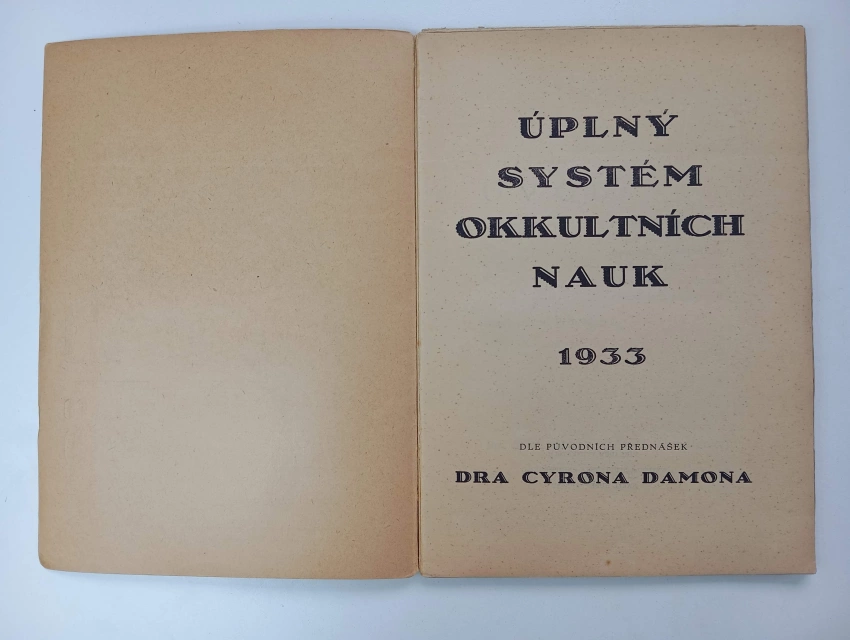 ÚPLNÝ
SYSTÉM
OKKULTNÍCH
NAUK
1933
DLE PŮVODNÍCH PŘEDNÁŠEK
DRA CYRONA DAMONA